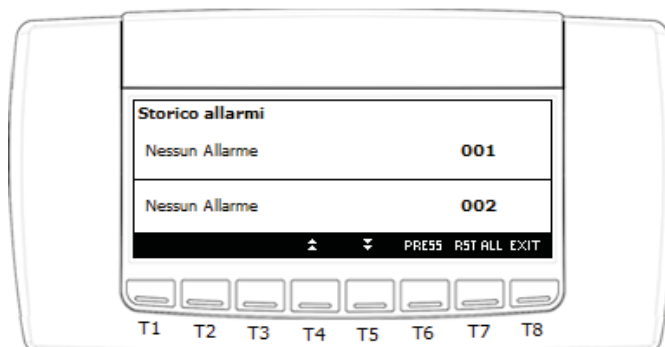 Storico allarmi
Nessun Allarme 001
Nessun Allarme 002
PRESS RST ALL EXIT
T1 T2 T3 T4 T5 T6 T7 T8